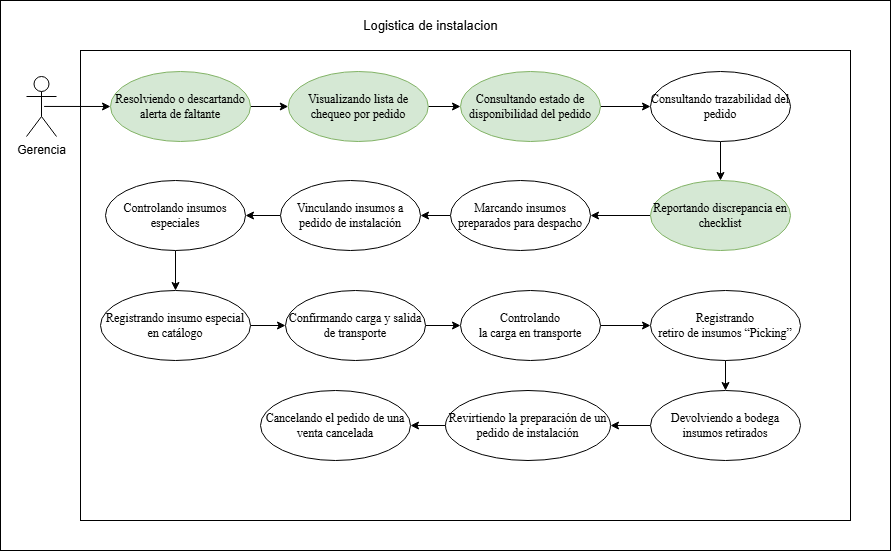 Logistica de instalacion
Gerencia
Resolviendo o descartando
alerta de faltante
Visualizando lista de
chequeo por pedido
Consultando estado de
disponibilidad del pedido
Consultando trazabilidad del
pedido
Reportando discrepancia en
checklist
Marcando insumos
preparados para despacho
Vinculando insumos a
pedido de instalación
Controlando insumos
especiales
Registrando insumo especial
en catálogo
Confirmando carga y salida
de transporte
Controlando
la carga en transporte
Registrando
retiro de insumos “Picking”
Devolviendo a bodega
insumos retirados
Revirtiendo la preparación de un
pedido de instalación
Cancelando el pedido de una
venta cancelada